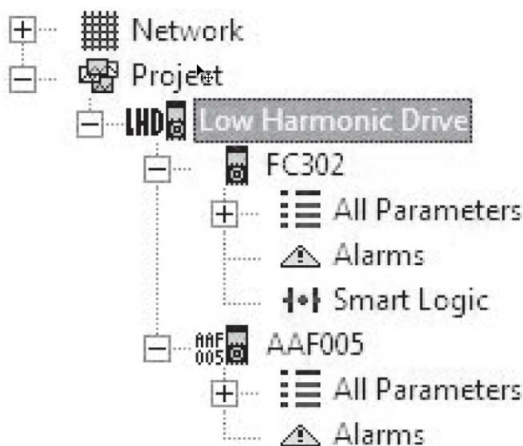 Network
Project
LHD Low Harmonic Drive
FC302
All Parameters
Alarms
Smart Logic
AAF 005 AAF005
All Parameters
Alarms